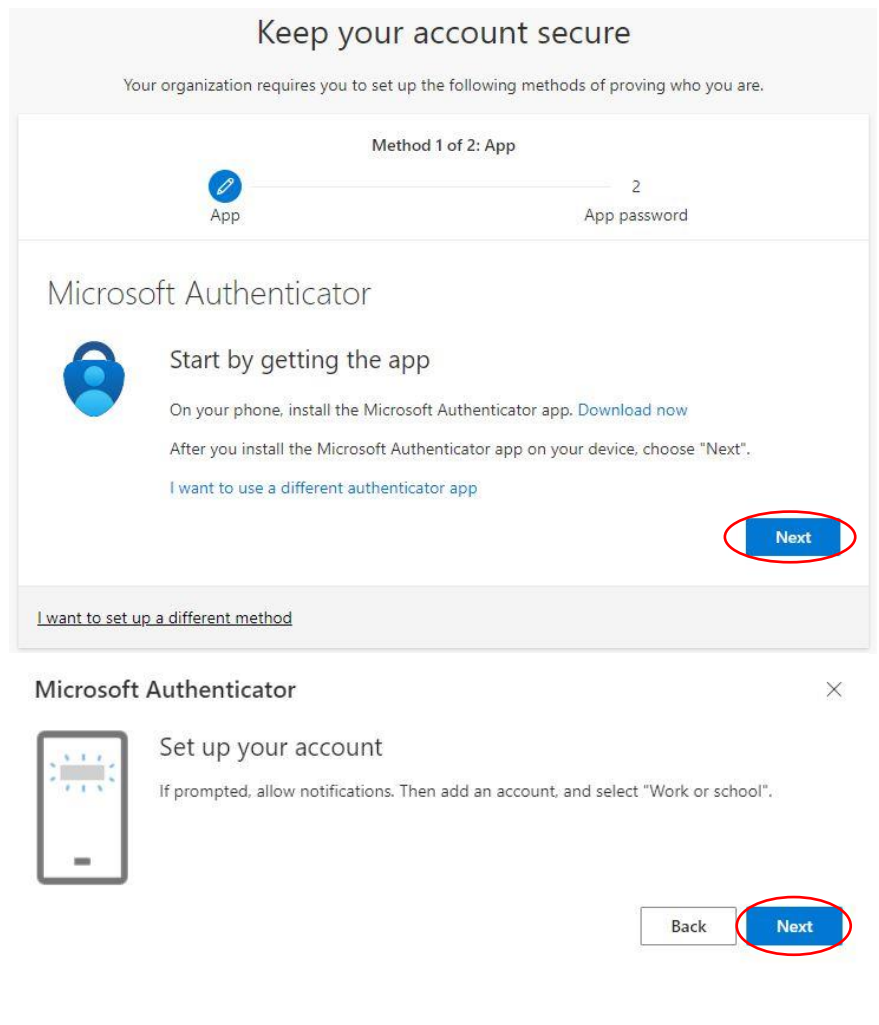 Keep your account secure
Your organization requires you to set up the following methods of proving who you are.
Method 1 of 2: App
2
App
App password
Microsoft Authenticator
Start by getting the app
On your phone, install the Microsoft Authenticator app. Download now
After you install the Microsoft Authenticator app on your device, choose "Next".
I want to use a different authenticator app
Next
I want to set up a different method
Microsoft Authenticator
Set up your account
If prompted, allow notifications. Then add an account, and select "Work or school".
Back
Next